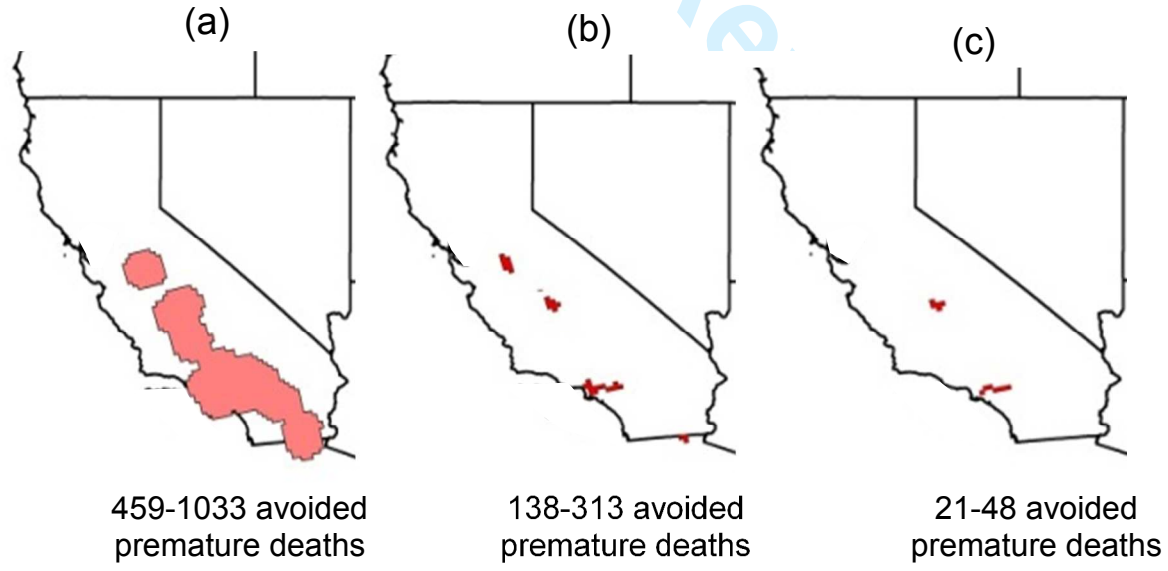 (a)
(b)
(c)
459-1033 avoided
premature deaths
138-313 avoided
premature deaths
21-48 avoided
premature deaths